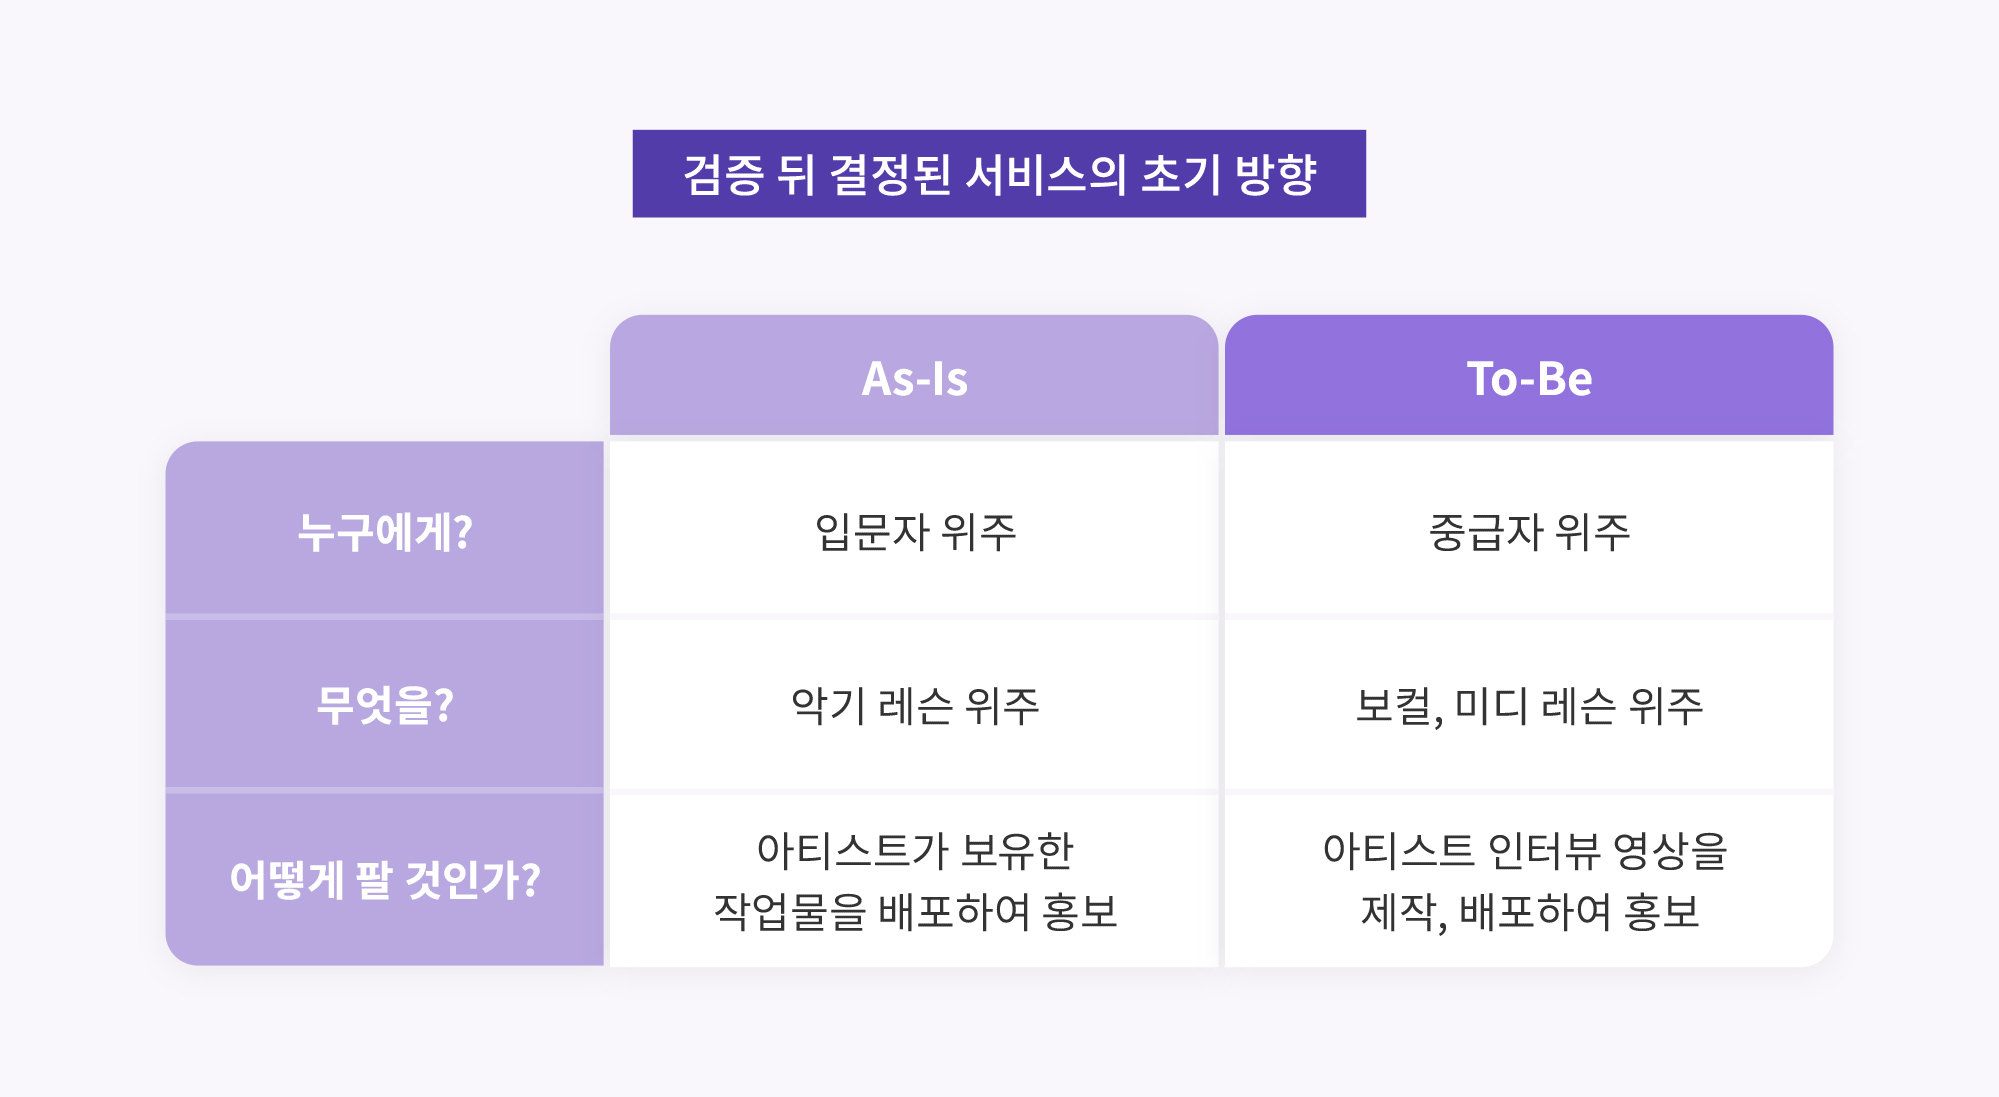 검증 뒤 결정된 서비스의 초기 방향
As-Is
To-Be
누구에게?
입문자 위주
중급자 위주
무엇을?
악기 레슨 위주
보컬, 미디 레슨 위주
어떻게 팔 것인가?
아티스트가 보유한
작업물을 배포하여 홍보
아티스트 인터뷰 영상을
제작, 배포하여 홍보